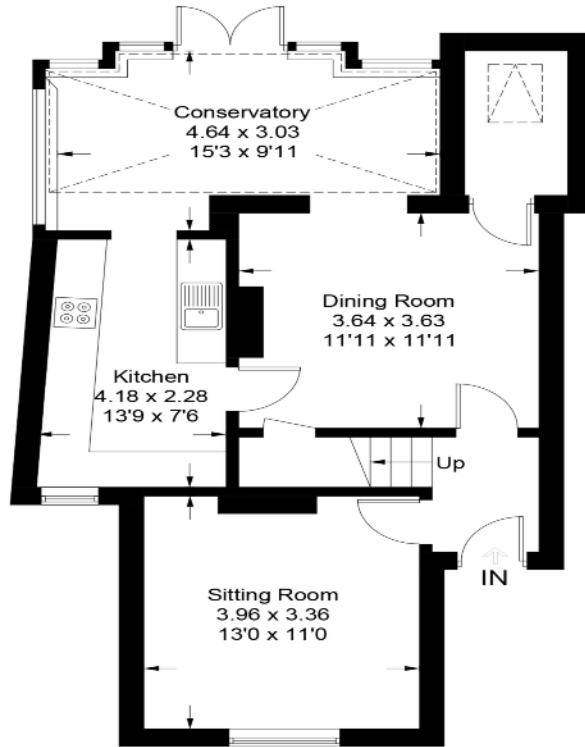 Conservatory
4.64 x 3.03
15'3 x 9'11
Dining Room
3.64 x 3.63
11'11 x 11'11
Kitchen
4.18 x 2.28
13'9 x 7'6
Up
IN
Sitting Room
3.96 x 3.36
13'0 x 11'0